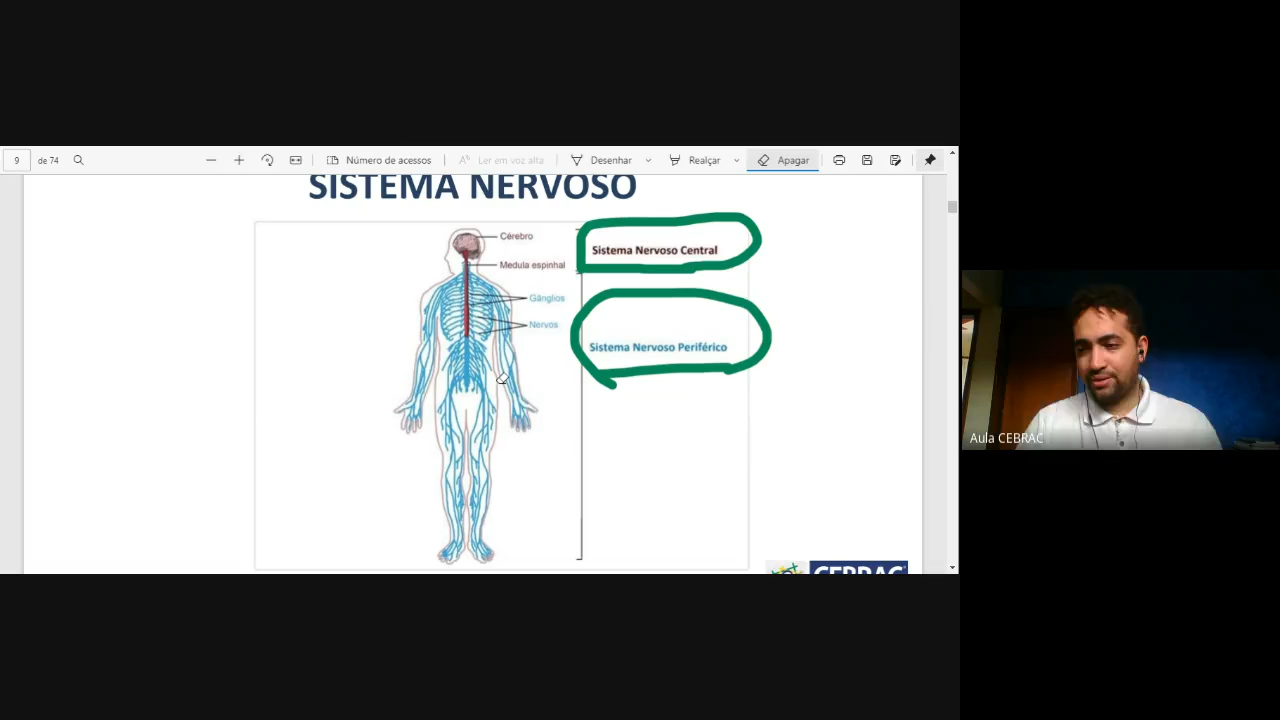 9 de 74 Número de acessos Ler em voz alta Desenhar Realçar Apagar
SISTEMA NERVOSO
Cérebro
Sistema Nervoso Central
Medula espinhal
Gânglios
Nervos
Sistema Nervoso Periférico
Aula CEBRAC
CEBRAC